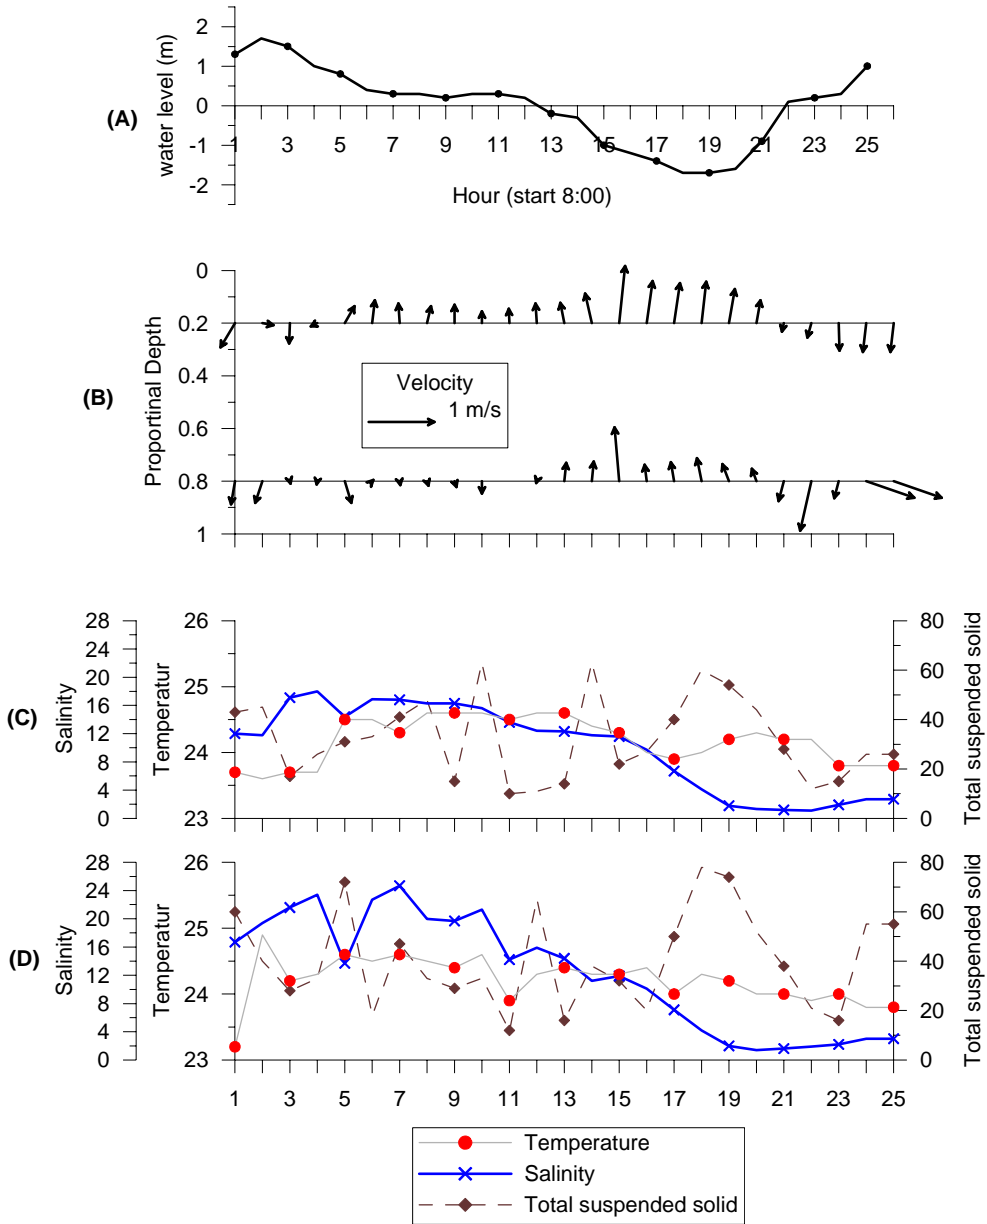 2
1
0
-1
-2
water level (m)
(A)
1 3 5 7 9 11 13 15 17 19 21 23 25
Hour (start 8:00)
0
0.2
0.4
0.6
0.8
1
Proportinal Depth
(B)
Velocity
1 m/s
28 26 80
24
20 25 60
16
12 24 40
8
4 20
0 23 0
Salinity
Temperatur
Total suspended solid
(C)
28 26 80
24
20 25 60
16
12 24 40
8
4 20
0 23 0
Salinity
Temperatur
Total suspended solid
(D)
1 3 5 7 9 11 13 15 17 19 21 23 25
Temperature
Salinity
Total suspended solid